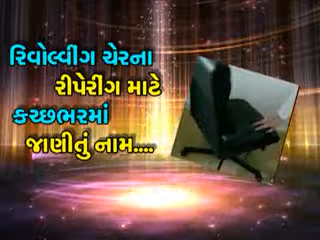 રિવોલ્વીંગ ચેરના
રીપેરીંગ માટે
કચ્છભરમાં
જાણીતું નામ....